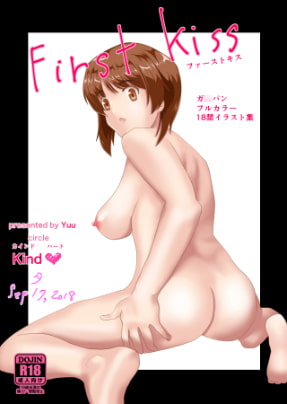 First kiss
ファーストキス
ガ□□パン
フルカラー
18禁イラスト集
presented by Yuu
circle
カインド ハート
Kind
Sep 17, 2018
DOJIN
R18
成人向け